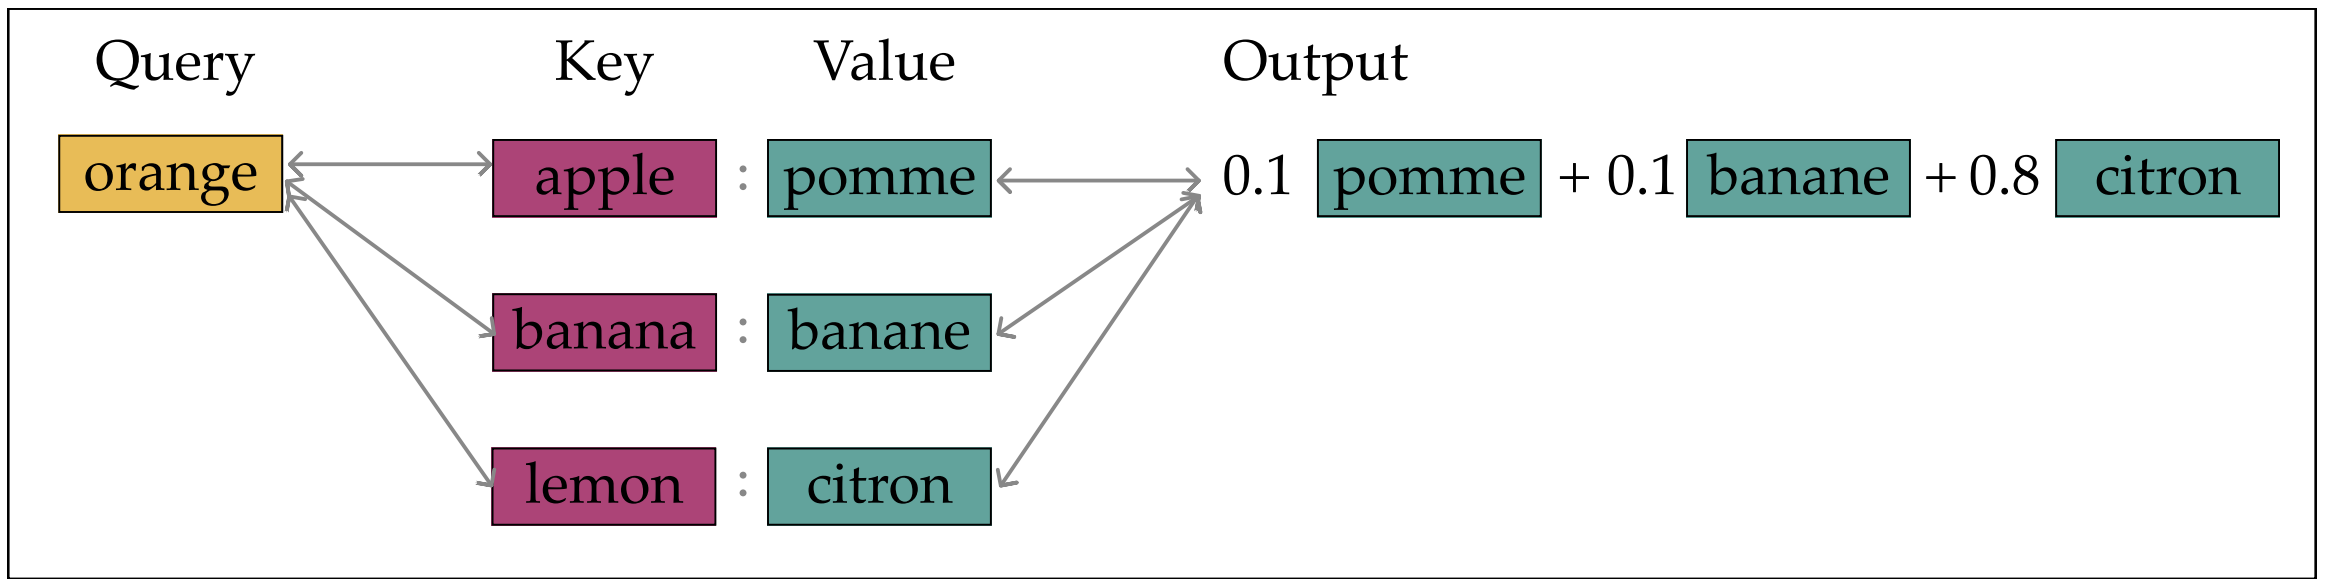 Query Key Value Output
orange apple : pomme 0.1 pomme + 0.1 banane + 0.8 citron
banana : banane
lemon : citron